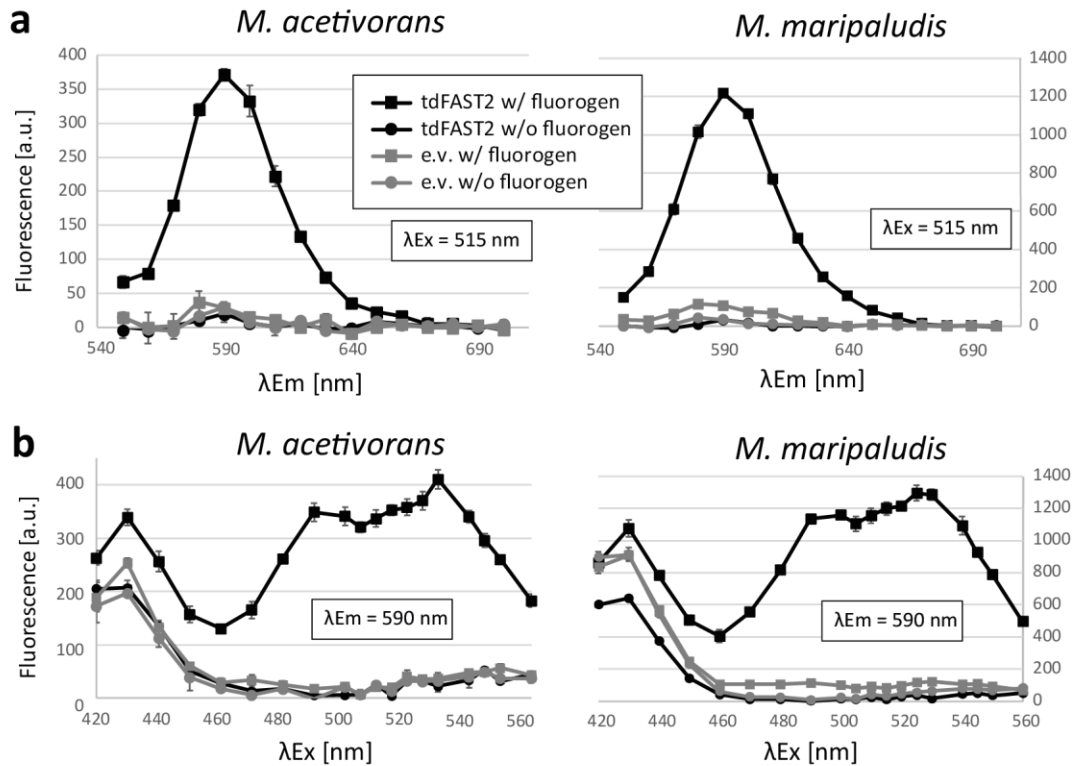 a
M. acetivorans
M. maripaludis
Fluorescence [a.u.]
400
350
300
250
200
150
100
50
0
540
590
640
690
λEm [nm]
tdFAST2 w/ fluorogen
tdFAST2 w/o fluorogen
e.v. w/ fluorogen
e.v. w/o fluorogen
λEx = 515 nm
1400
1200
1000
800
600
400
200
0
540
590
640
690
λEm [nm]
λEx = 515 nm
b
M. acetivorans
M. maripaludis
Fluorescence [a.u.]
400
300
200
100
0
420
440
460
480
500
520
540
560
λEx [nm]
λEm = 590 nm
1400
1200
1000
800
600
400
200
0
420
440
460
480
500
520
540
560
λEx [nm]
λEm = 590 nm